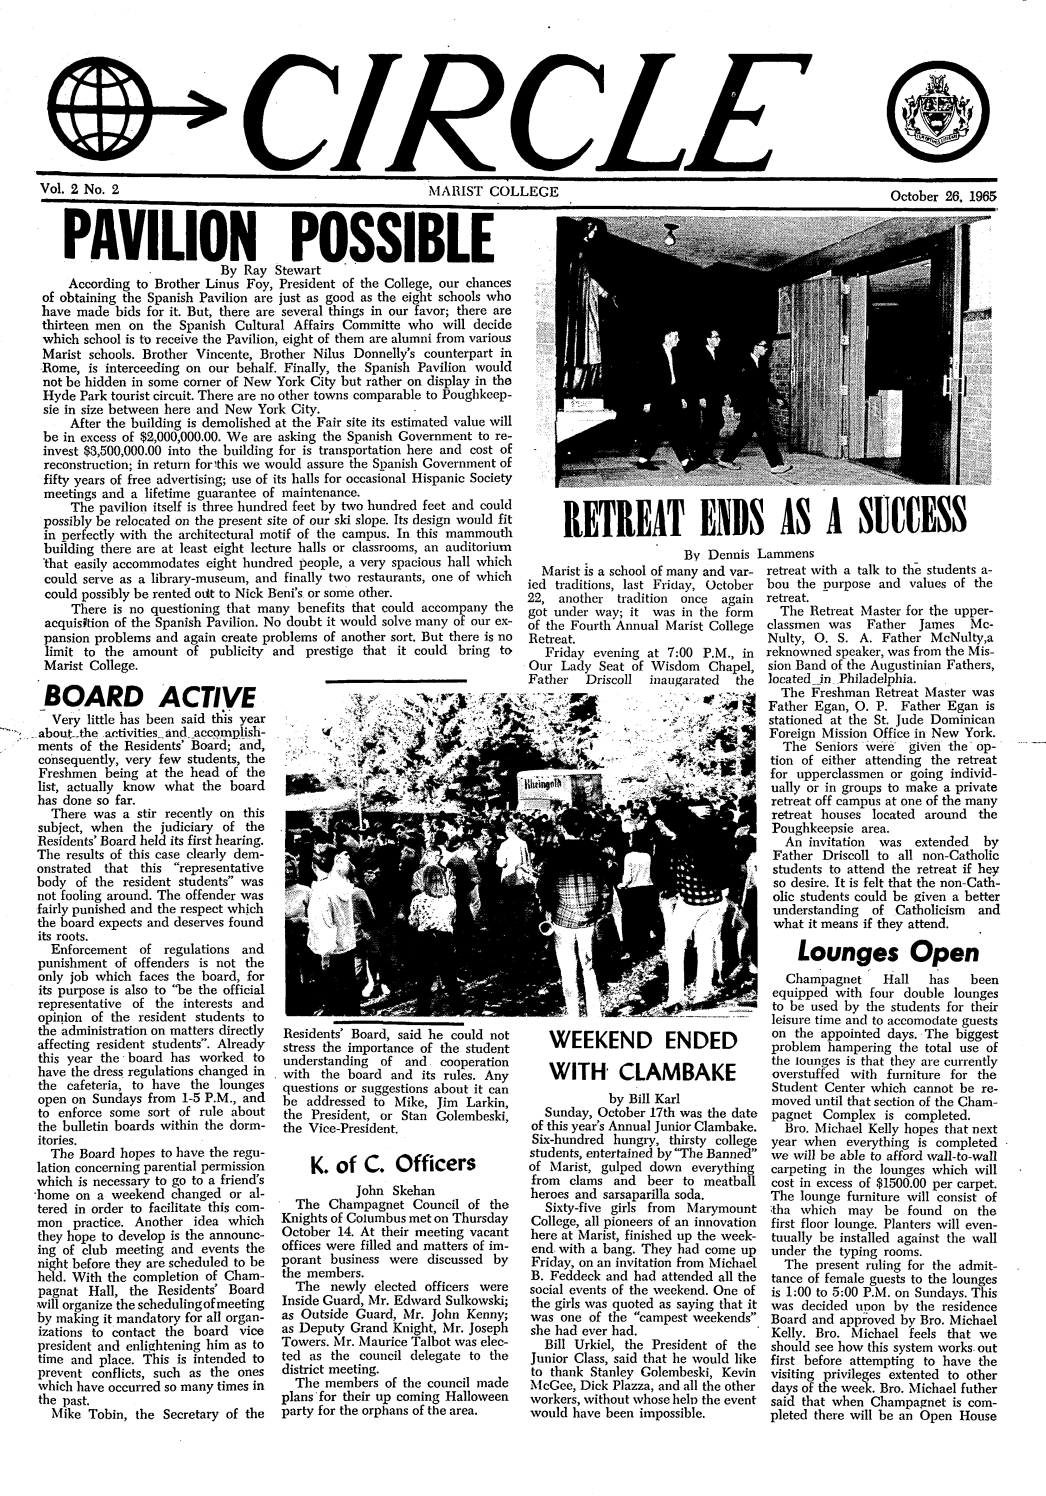 CIRCLE
Vol. 2 No. 2
MARIST COLLEGE
October 26, 1965
PAVILION POSSIBLE
By Ray Stewart
According to Brother Linus Foy, President of the College, our chances
of obtaining the Spanish Pavilion are just as good as the eight schools who
have made bids for it. But, there are several things in our favor; there are
thirteen men on the Spanish Cultural Affairs Committe who will decide
which school is to receive the Pavilion, eight of them are alumni from various
Marist schools. Brother Vincente, Brother Nilus Donnelly's counterpart in
Rome, is interceeding on our behalf. Finally, the Spanish Pavilion would
not be hidden in some corner of New York City but rather on display in the
Hyde Park tourist circuit. There are no other towns comparable to Poughkeep-
sie in size between here and New York City.
After the building is demolished at the Fair site its estimated value will
be in excess of $2,000,000.00. We are asking the Spanish Government to re-
invest $3,500,000.00 into the building for is transportation here and cost of
reconstruction; in return for this we would assure the Spanish Government of
fifty years of free advertising; use of its halls for occasional Hispanic Society
meetings and a lifetime guarantee of maintenance.
The pavilion itself is three hundred feet by two hundred feet and could
possibly be relocated on the present site of our ski slope. Its design would fit
in perfectly with the architectural motif of the campus. In this mammouth
building there are at least eight lecture halls or classrooms, an auditorium
that easily accommodates eight hundred people, a very spacious hall which
could serve as a library-museum, and finally two restaurants, one of which
could possibly be rented out to Nick Beni's or some other.
There is no questioning that many benefits that could accompany the
acquisition of the Spanish Pavilion. No doubt it would solve many of our ex-
pansion problems and again create problems of another sort. But there is no
limit to the amount of publicity and prestige that it could bring to
Marist College.
RETREAT ENDS AS A SUCCESS
By Dennis Lammens
Marist is a school of many and var-
ied traditions, last Friday, October
22, another tradition once again
got under way; it was in the form
of the Fourth Annual Marist College
Retreat.
Friday evening at 7:00 P.M., in
Our Lady Seat of Wisdom Chapel,
Father Driscoll inaugarated the
retreat with a talk to the students a-
bou the purpose and values of the
retreat.
The Retreat Master for the upper-
classmen was Father James Mc-
Nulty, O. S. A. Father McNulty,a
reknowned speaker, was from the Mis-
sion Band of the Augustinian Fathers,
located in Philadelphia.
The Freshman Retreat Master was
Father Egan, O. P. Father Egan is
stationed at the St. Jude Dominican
Foreign Mission Office in New York.
The Seniors were given the op-
tion of either attending the retreat
for upperclassmen or going individ-
ually or in groups to make a private
retreat off campus at one of the many
retreat houses located around the
Poughkeepsie area.
An invitation was extended by
Father Driscoll to all non-Catholic
students to attend the retreat if hey
so desire. It is felt that the non-Cath-
olic students could be given a better
understanding of Catholicism and
what it means if they attend.
BOARD ACTIVE
Very little has been said this year
about the activities and accomplish-
ments of the Residents' Board; and,
consequently, very few students, the
Freshmen being at the head of the
list, actually know what the board
has done so far.
There was a stir recently on this
subject, when the judiciary of the
Residents' Board held its first hearing.
The results of this case clearly dem-
onstrated that this "representative
body of the resident students" was
not fooling around. The offender was
fairly punished and the respect which
the board expects and deserves found
its roots.
Enforcement of regulations and
punishment of offenders is not the
only job which faces the board, for
its purpose is also to "be the official
representative of the interests and
opinion of the resident students to
the administration on matters directly
affecting resident students". Already
this year the board has worked to
have the dress regulations changed in
the cafeteria, to have the lounges
open on Sundays from 1-5 P.M., and
to enforce some sort of rule about
the bulletin boards within the dorm-
itories.
The Board hopes to have the regu-
lation concerning parental permission
which is necessary to go to a friend's
home on a weekend changed or al-
tered in order to facilitate this com-
mon practice. Another idea which
they hope to develop is the announc-
ing of club meeting and events the
night before they are scheduled to be
held. With the completion of Cham-
pagnat Hall, the Residents' Board
will organize the scheduling of meeting
by making it mandatory for all organ-
izations to contact the board vice
president and enlightening him as to
time and place. This is intended to
prevent conflicts, such as the ones
which have occurred so many times in
the past.
Mike Tobin, the Secretary of the
Rheingold
Residents' Board, said he could not
stress the importance of the student
understanding of and cooperation
with the board and its rules. Any
questions or suggestions about it can
be addressed to Mike, Jim Larkin,
the President, or Stan Golembeski,
the Vice-President.
K. of C. Officers
John Skehan
The Champagnet Council of the
Knights of Columbus met on Thursday
October 14. At their meeting vacant
offices were filled and matters of im-
porant business were discussed by
the members.
The newly elected officers were
Inside Guard, Mr. Edward Sulkowski;
as Outside Guard, Mr. John Kenny;
as Deputy Grand Knight, Mr. Joseph
Towers. Mr. Maurice Talbot was elec-
ted as the council delegate to the
district meeting.
The members of the council made
plans for their up coming Halloween
party for the orphans of the area.
WEEKEND ENDED
WITH CLAMBAKE
by Bill Karl
Sunday, October 17th was the date
of this year's Annual Junior Clambake.
Six-hundred hungry, thirsty college
students, entertained by "The Banned"
of Marist, gulped down everything
from clams and beer to meatball
heroes and sarsaparilla soda.
Sixty-five girls from Marymount
College, all pioneers of an innovation
here at Marist, finished up the week-
end with a bang. They had come up
Friday, on an invitation from Michael
B. Feddeck and had attended all the
social events of the weekend. One of
the girls was quoted as saying that it
was one of the "campest weekends"
she had ever had.
Bill Urkiel, the President of the
Junior Class, said that he would like
to thank Stanley Golembeski, Kevin
McGee, Dick Plazza, and all the other
workers, without whose help the event
would have been impossible.
Lounges Open
Champagnet Hall has been
equipped with four double lounges
to be used by the students for their
leisure time and to accomodate guests
on the appointed days. The biggest
problem hampering the total use of
the lounges is that they are currently
overstuffed with furniture for the
Student Center which cannot be re-
moved until that section of the Cham-
pagnet Complex is completed.
Bro. Michael Kelly hopes that next
year when everything is completed
we will be able to afford wall-to-wall
carpeting in the lounges which will
cost in excess of $1500.00 per carpet.
The lounge furniture will consist of
tha which may be found on the
first floor lounge. Planters will even-
tuually be installed against the wall
under the typing rooms.
The present ruling for the admit-
tance of female guests to the lounges
is 1:00 to 5:00 P.M. on Sundays. This
was decided upon by the residence
Board and approved by Bro. Michael
Kelly. Bro. Michael feels that we
should see how this system works out
first before attempting to have the
visiting privileges extented to other
days of the week. Bro. Michael futher
said that when Champagnet is com-
pleted there will be an Open House